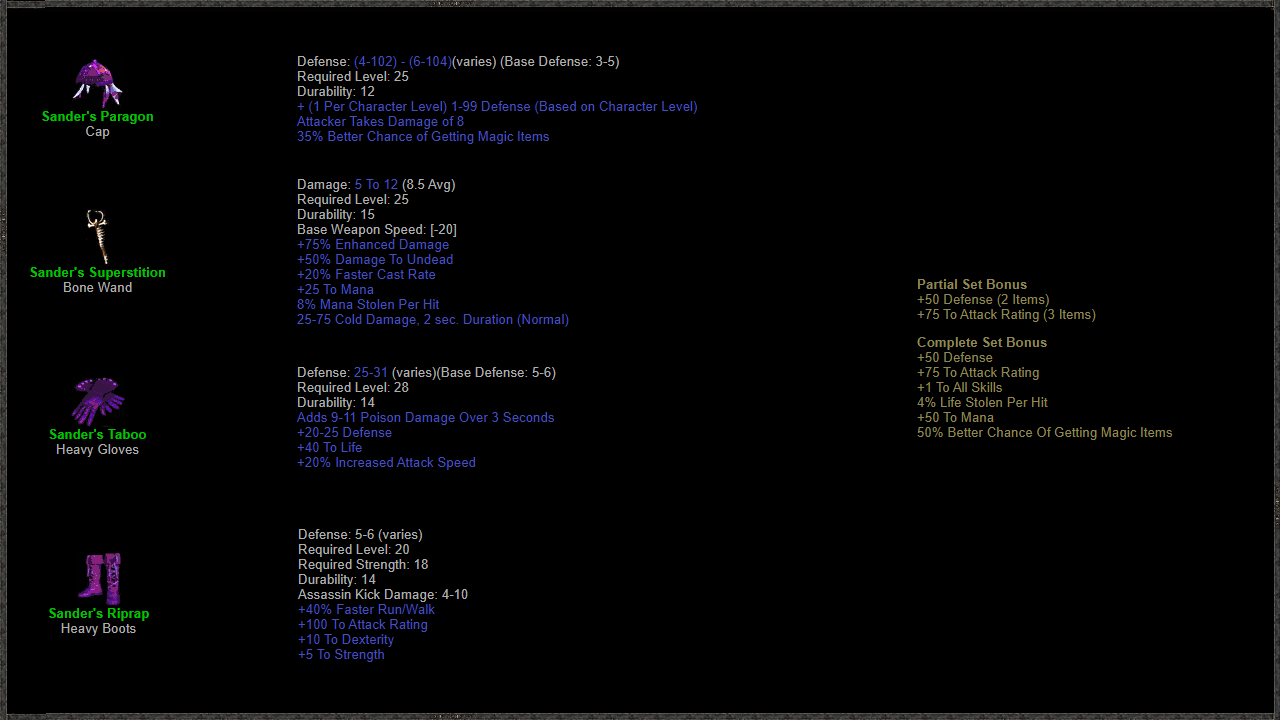 Sander's Paragon
Cap
Defense: (4-102) - (6-104)(varies) (Base Defense: 3-5)
Required Level: 25
Durability: 12
+ (1 Per Character Level) 1-99 Defense (Based on Character Level)
Attacker Takes Damage of 8
35% Better Chance of Getting Magic Items
Sander's Superstition
Bone Wand
Damage: 5 To 12 (8.5 Avg)
Required Level: 25
Durability: 15
Base Weapon Speed: [-20]
+75% Enhanced Damage
+50% Damage To Undead
+20% Faster Cast Rate
+25 To Mana
8% Mana Stolen Per Hit
25-75 Cold Damage, 2 sec. Duration (Normal)
Sander's Taboo
Heavy Gloves
Defense: 25-31 (varies)(Base Defense: 5-6)
Required Level: 28
Durability: 14
Adds 9-11 Poison Damage Over 3 Seconds
+20-25 Defense
+40 To Life
+20% Increased Attack Speed
Sander's Riprap
Heavy Boots
Defense: 5-6 (varies)
Required Level: 20
Required Strength: 18
Durability: 14
Assassin Kick Damage: 4-10
+40% Faster Run/Walk
+100 To Attack Rating
+10 To Dexterity
+5 To Strength
Partial Set Bonus
+50 Defense (2 Items)
+75 To Attack Rating (3 Items)
Complete Set Bonus
+50 Defense
+75 To Attack Rating
+1 To All Skills
4% Life Stolen Per Hit
+50 To Mana
50% Better Chance Of Getting Magic Items